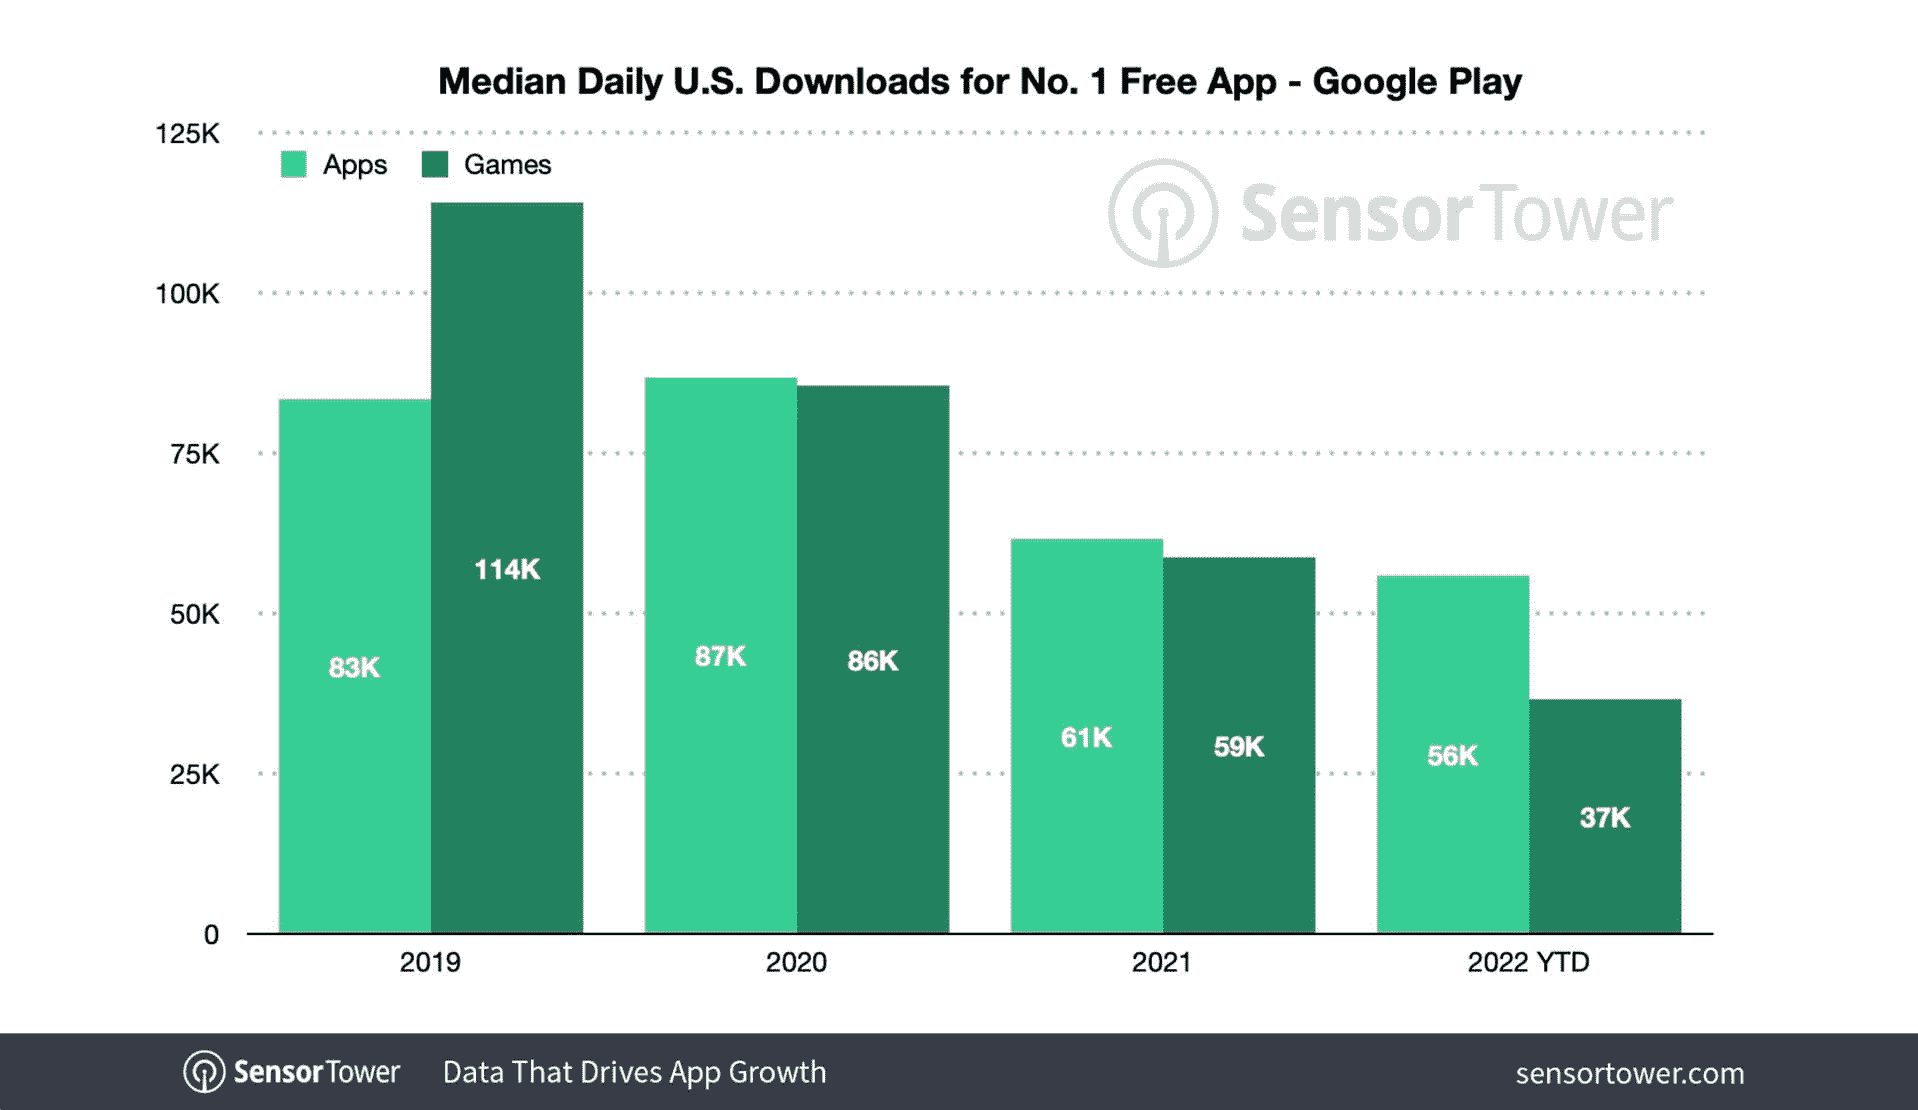 Median Daily U.S. Downloads for No. 1 Free App - Google Play
125K
Apps Games
SensorTower
100K
75K
50K
25K
0
83K
114K
87K
86K
61K
59K
56K
37K
2019 2020 2021 2022 YTD
SensorTower Data That Drives App Growth sensortower.com